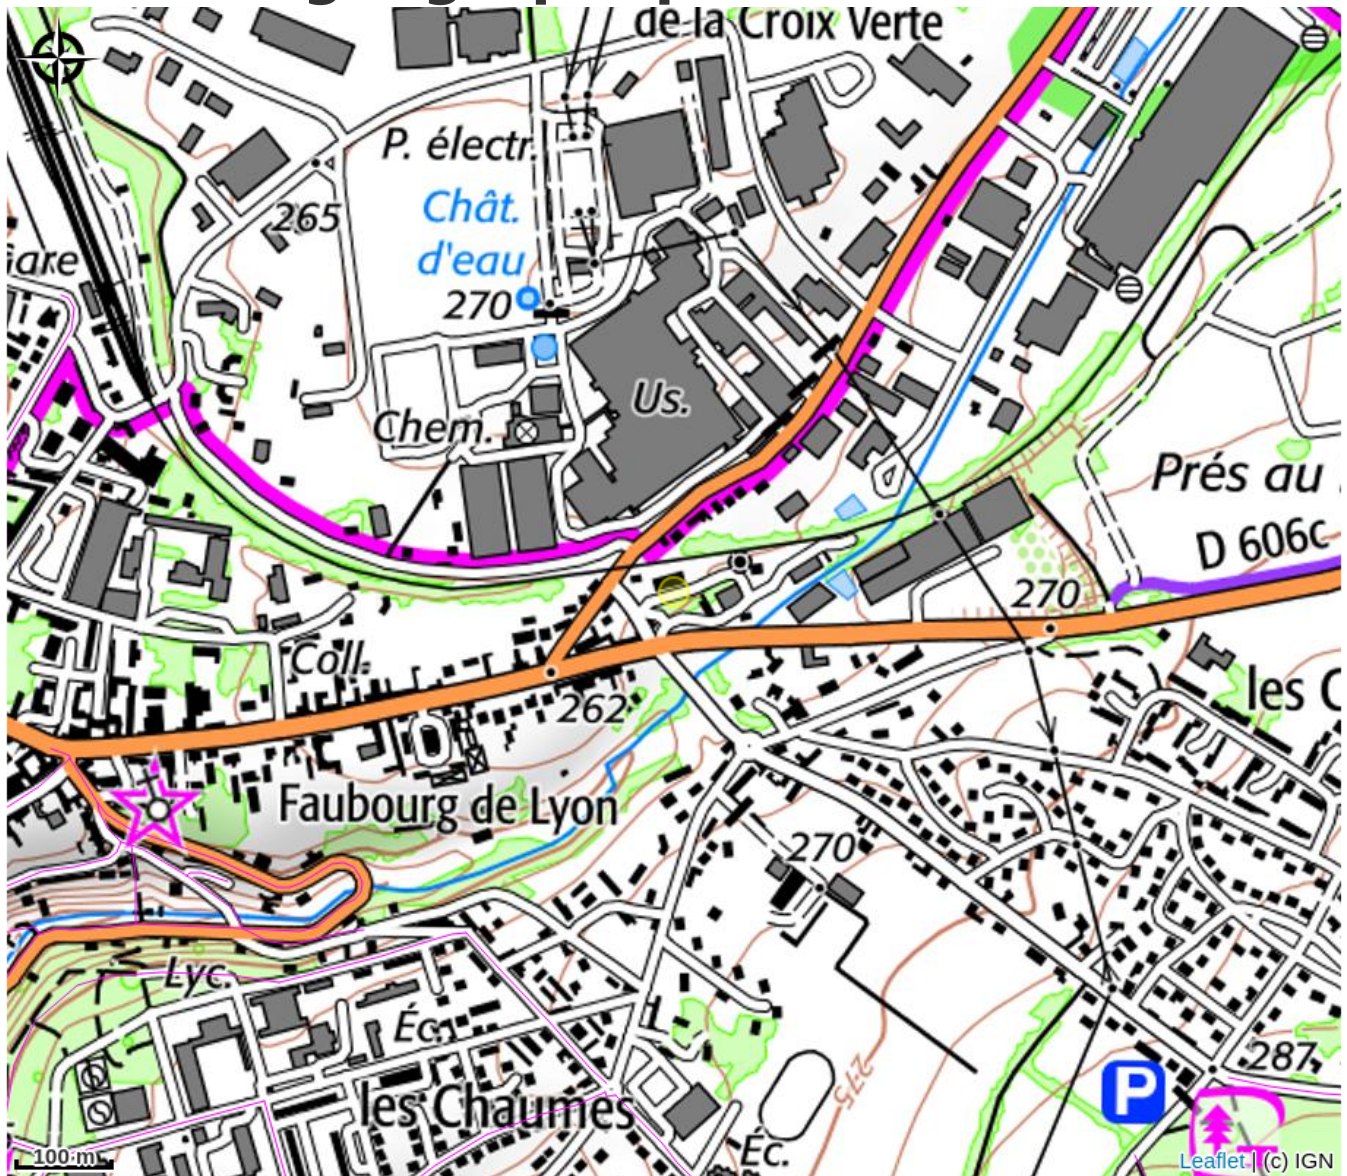 de la Croix Verte
P. électr.
Chât.
d'eau
265
Gare
270
Us.
Chem.
Prés au
D 606c
270
Coll.
les C
262
Faubourg de Lyon
270
Lyc.
Éc.
275
287
les Chaumes
P
Éc.
100 m
Leaflet | (c) IGN